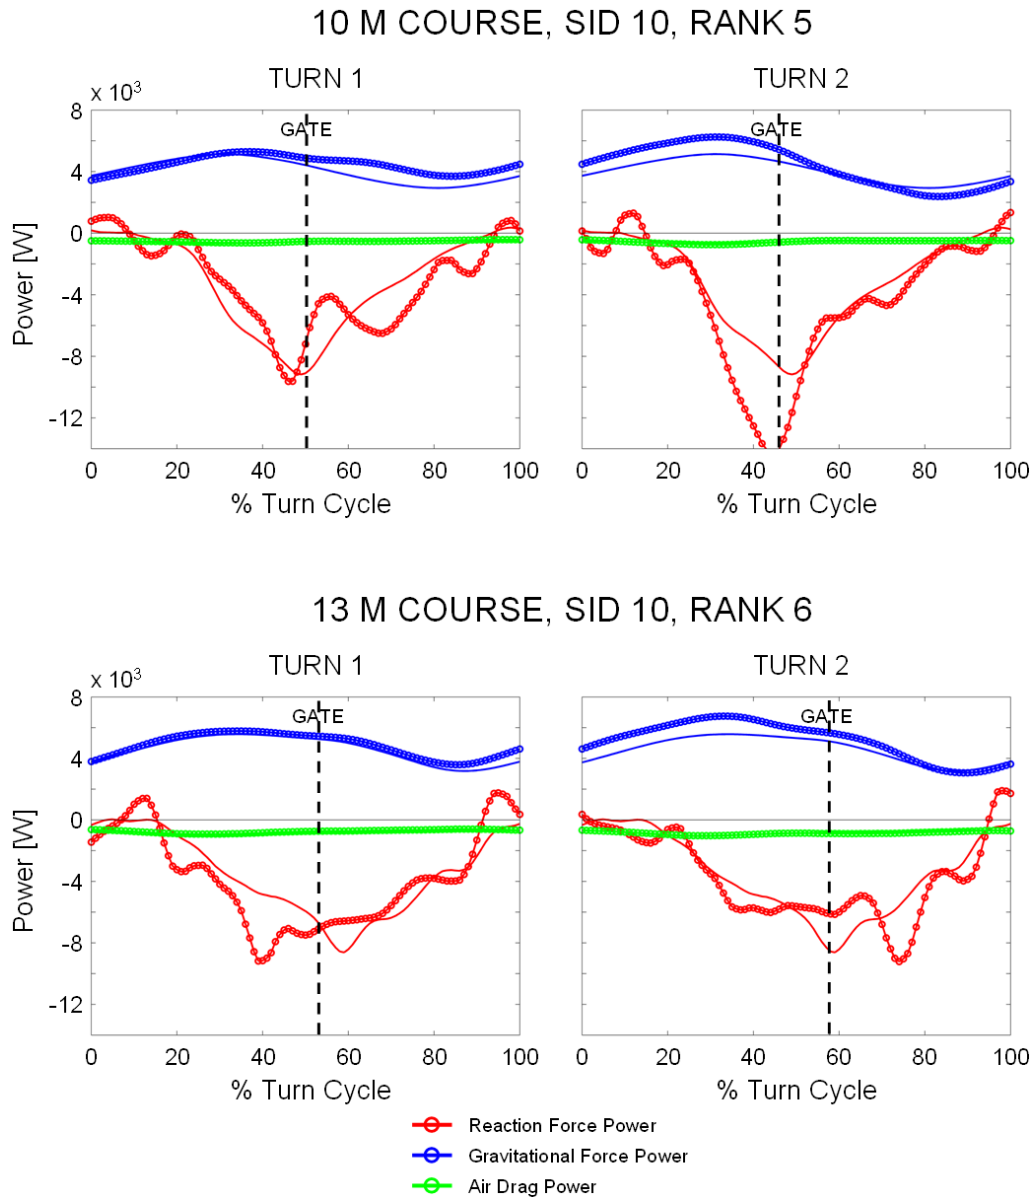 10 M COURSE, SID 10, RANK 5
TURN 1
TURN 2
x 10³
GATE
GATE
8
4
0
-4
-8
-12
Power [W]
0 20 40 60 80 100
0 20 40 60 80 100
% Turn Cycle
% Turn Cycle
13 M COURSE, SID 10, RANK 6
TURN 1
TURN 2
x 10³
GATE
GATE
8
4
0
-4
-8
-12
Power [W]
0 20 40 60 80 100
0 20 40 60 80 100
% Turn Cycle
% Turn Cycle
Reaction Force Power
Gravitational Force Power
Air Drag Power